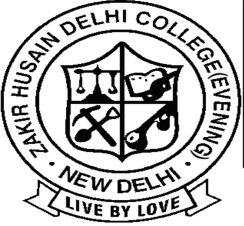 ZAKIR HUSAIN DELHI COLLEGE(EVENING)
• NEW DELHI •
LIVE BY LOVE